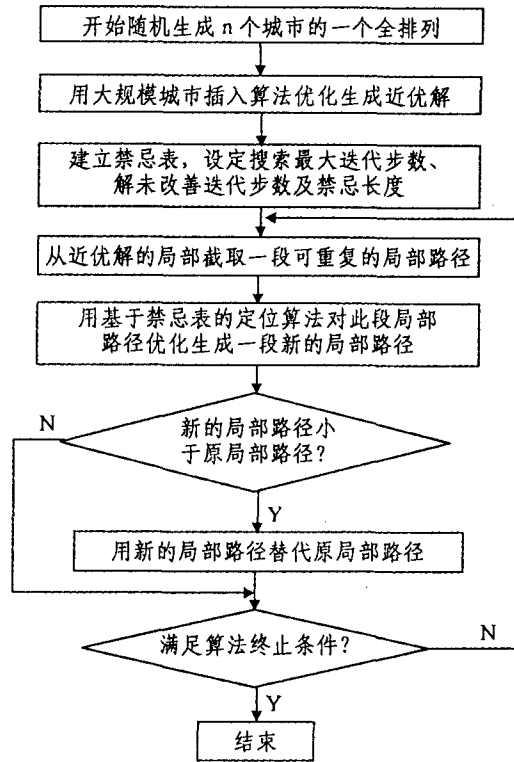 开始随机生成 n 个城市的一个全排列
用大规模城市插入算法优化生成近优解
建立禁忌表，设定搜索最大迭代步数、
解未改善迭代步数及禁忌长度
从近优解的局部截取一段可重复的局部路径
用基于禁忌表的定位算法对此段局部
路径优化生成一段新的局部路径
N
新的局部路径小
于原局部路径？
Y
用新的局部路径替代原局部路径
满足算法终止条件？
N
Y
结束